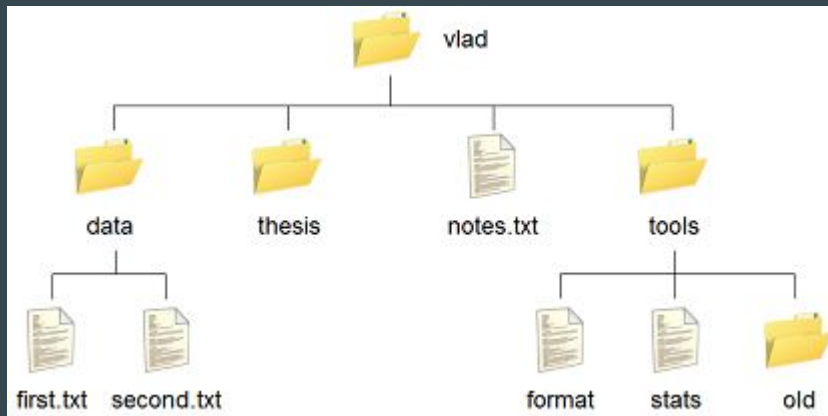 vlad
data thesis notes.txt tools
first.txt second.txt format stats old